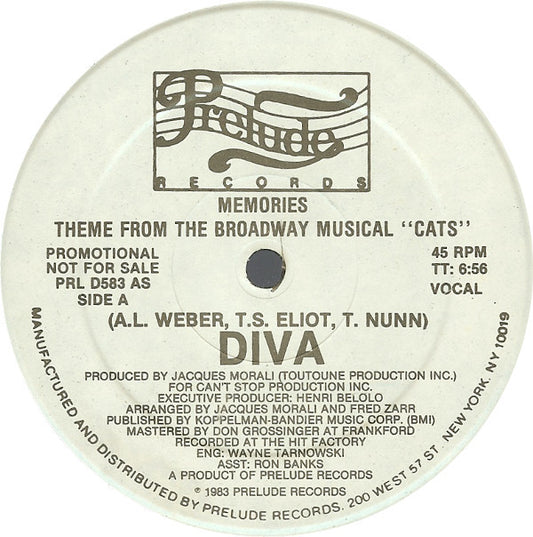 Prelude
RECORDS
MEMORIES
THEME FROM THE BROADWAY MUSICAL "CATS"
PROMOTIONAL
NOT FOR SALE
PRL D583 AS
SIDE A
45 RPM
TT: 6:56
VOCAL
(A.L. WEBER, T.S. ELIOT, T. NUNN)
DIVA
PRODUCED BY JACQUES MORALI (TOUTOUNE PRODUCTION INC.)
FOR CAN'T STOP PRODUCTION INC.
EXECUTIVE PRODUCER: HENRI BELOLO
ARRANGED BY JACQUES MORALI AND FRED ZARR
PUBLISHED BY KOPPELMAN-BANDIER MUSIC CORP. (BMI)
MASTERED BY DON GROSSINGER AT FRANKFORD
RECORDED AT THE HIT FACTORY
ENG: WAYNE TARNOWSKI
ASST: RON BANKS
A PRODUCT OF PRELUDE RECORDS
℗ 1983 PRELUDE RECORDS
MANUFACTURED AND DISTRIBUTED BY PRELUDE RECORDS. 200 WEST 57 ST. NEW YORK. NY 10019